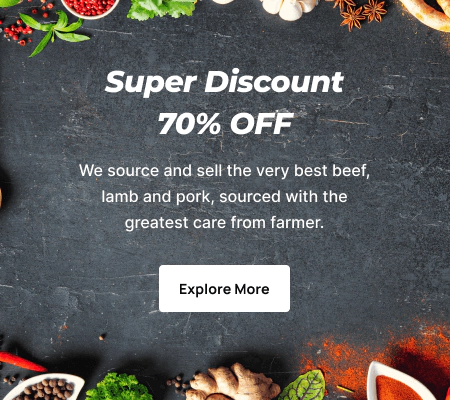 Super Discount
70% OFF
We source and sell the very best beef,
lamb and pork, sourced with the
greatest care from farmer.
Explore More